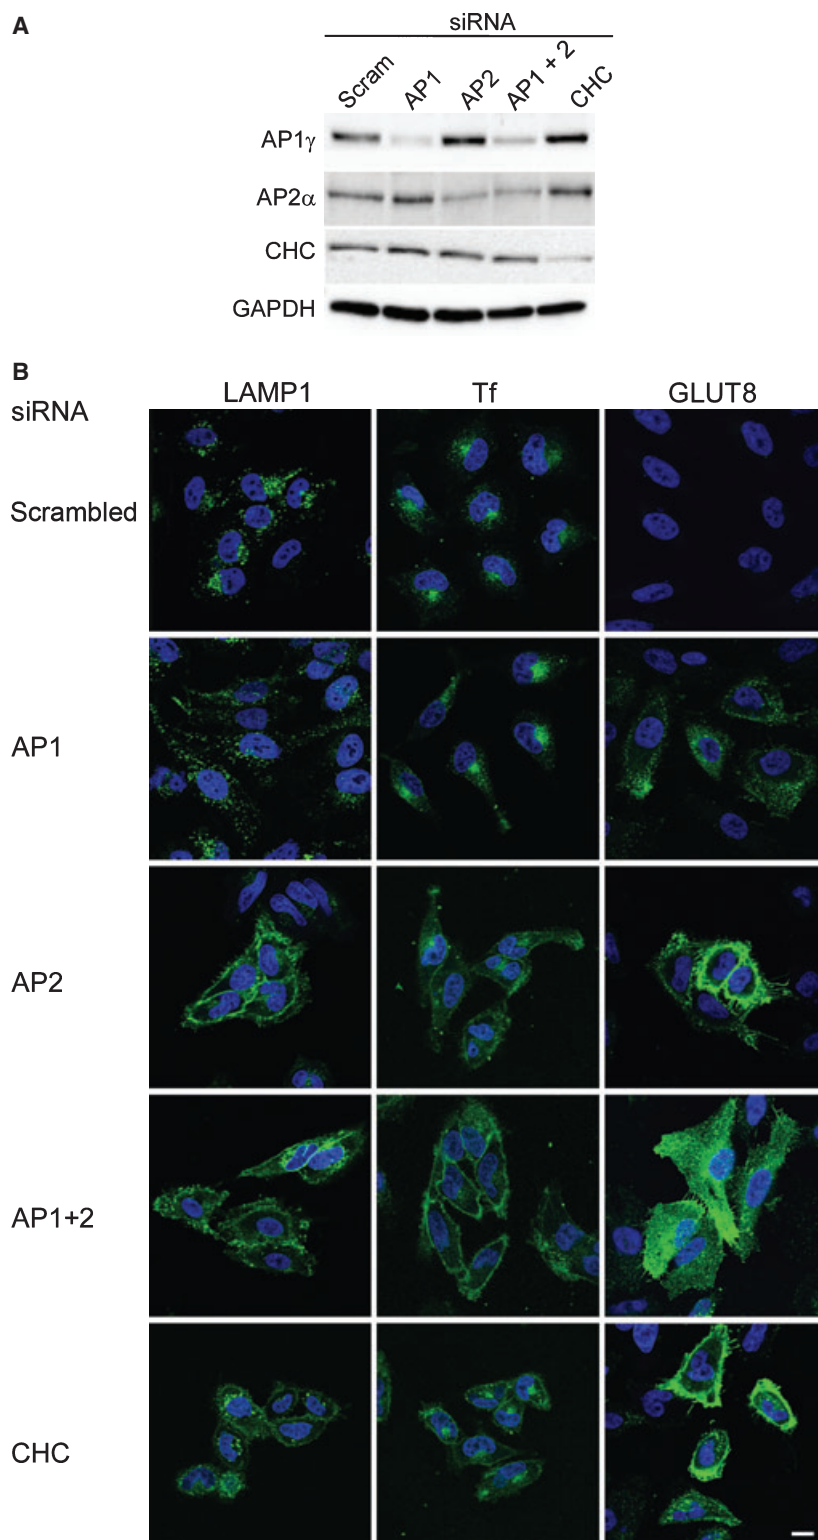 A
siRNA
Scram AP1 AP2 AP1 + 2 CHC
AP1γ
AP2α
CHC
GAPDH
B
LAMP1 Tf GLUT8
siRNA
Scrambled
AP1
AP2
AP1+2
CHC